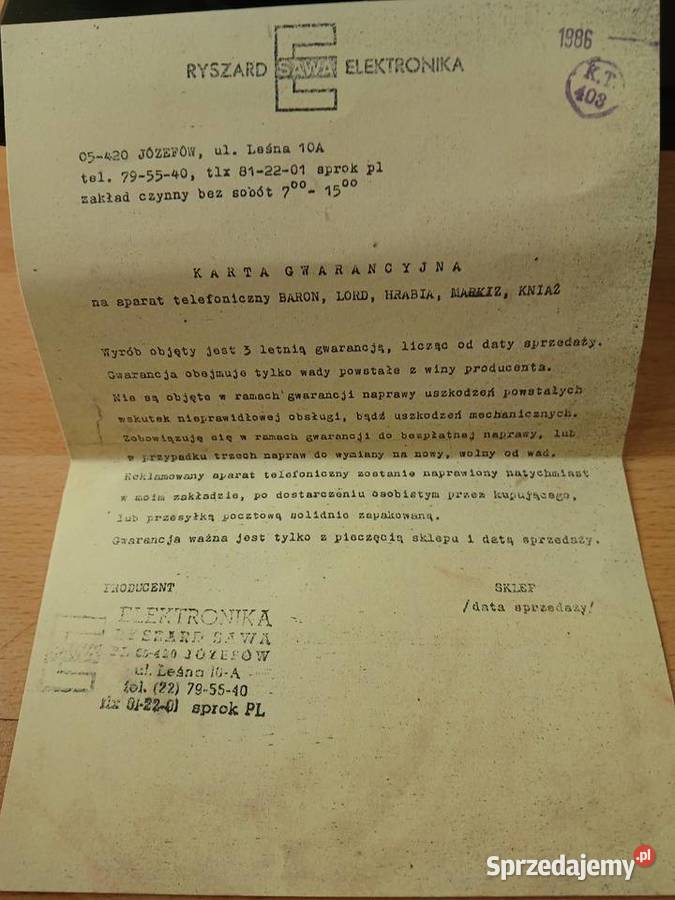 1986
K.T.
403
RYSZARD SAWA ELEKTRONIKA
05-420 JÓZEFÓW, ul. Leśna 10A
tel. 79-55-40, tlx 81-22-01 sprok pl
zakład czynny bez sobót 7⁰⁰- 15⁰⁰
KARTA GWARANCYJNA
na aparat telefoniczny BARON, LORD, HRABIA, MARKIZ, KNIAŹ
Wyrób objęty jest 3 letnią gwarancją, licząc od daty sprzedaży.
Gwarancja obejmuje tylko wady powstałe z winy producenta.
Nie są objęte w ramach gwarancji naprawy uszkodzeń powstałych
wskutek nieprawidłowej obsługi, bądź uszkodzeń mechanicznych.
Zobowiązuję się w ramach gwarancji do bezpłatnej naprawy, lub
w przypadku trzech napraw do wymiany na nowy, wolny od wad.
Reklamowany aparat telefoniczny zostanie naprawiony natychmiast
w moim zakładzie, po dostarczeniu osobistym przez kupującego,
lub przesyłką pocztową solidnie zapakowaną.
Gwarancja ważna jest tylko z pieczęcią sklepu i datą sprzedaży.
PRODUCENT
SKLEP
/data sprzedaży/
ELEKTRONIKA
RYSZARD SAWA
PL 05-420 JÓZEFÓW
ul. Leśna 10-A
tel. (22) 79-55-40
tlx 81-22-01 sprok PL
Sprzedajemy.pl